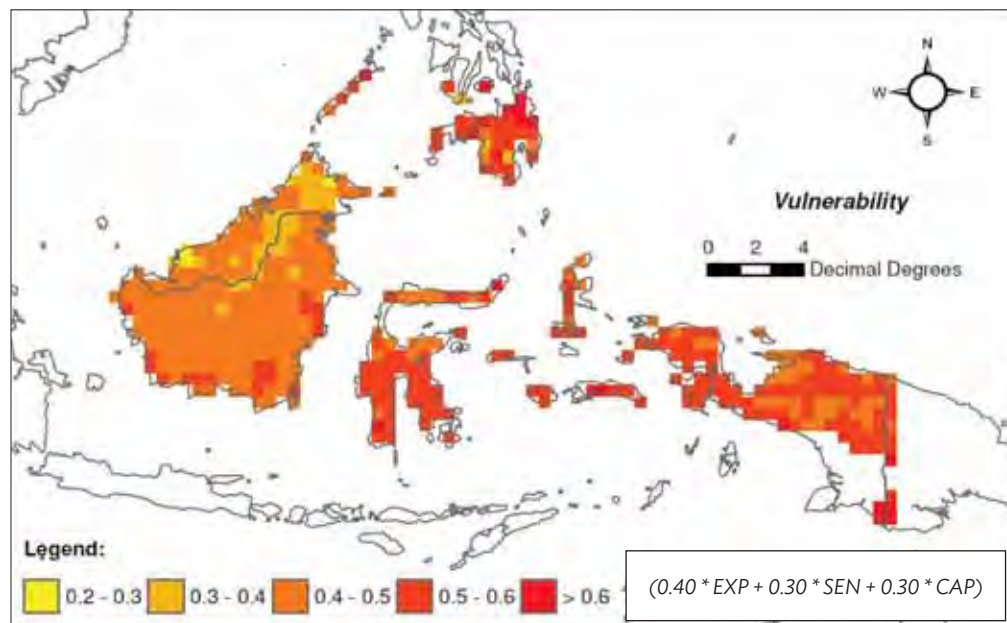 N
W E
S
Vulnerability
0 2 4
Decimal Degrees
Legend:
0.2 - 0.3 0.3 - 0.4 0.4 - 0.5 0.5 - 0.6 > 0.6
(0.40 * EXP + 0.30 * SEN + 0.30 * CAP)